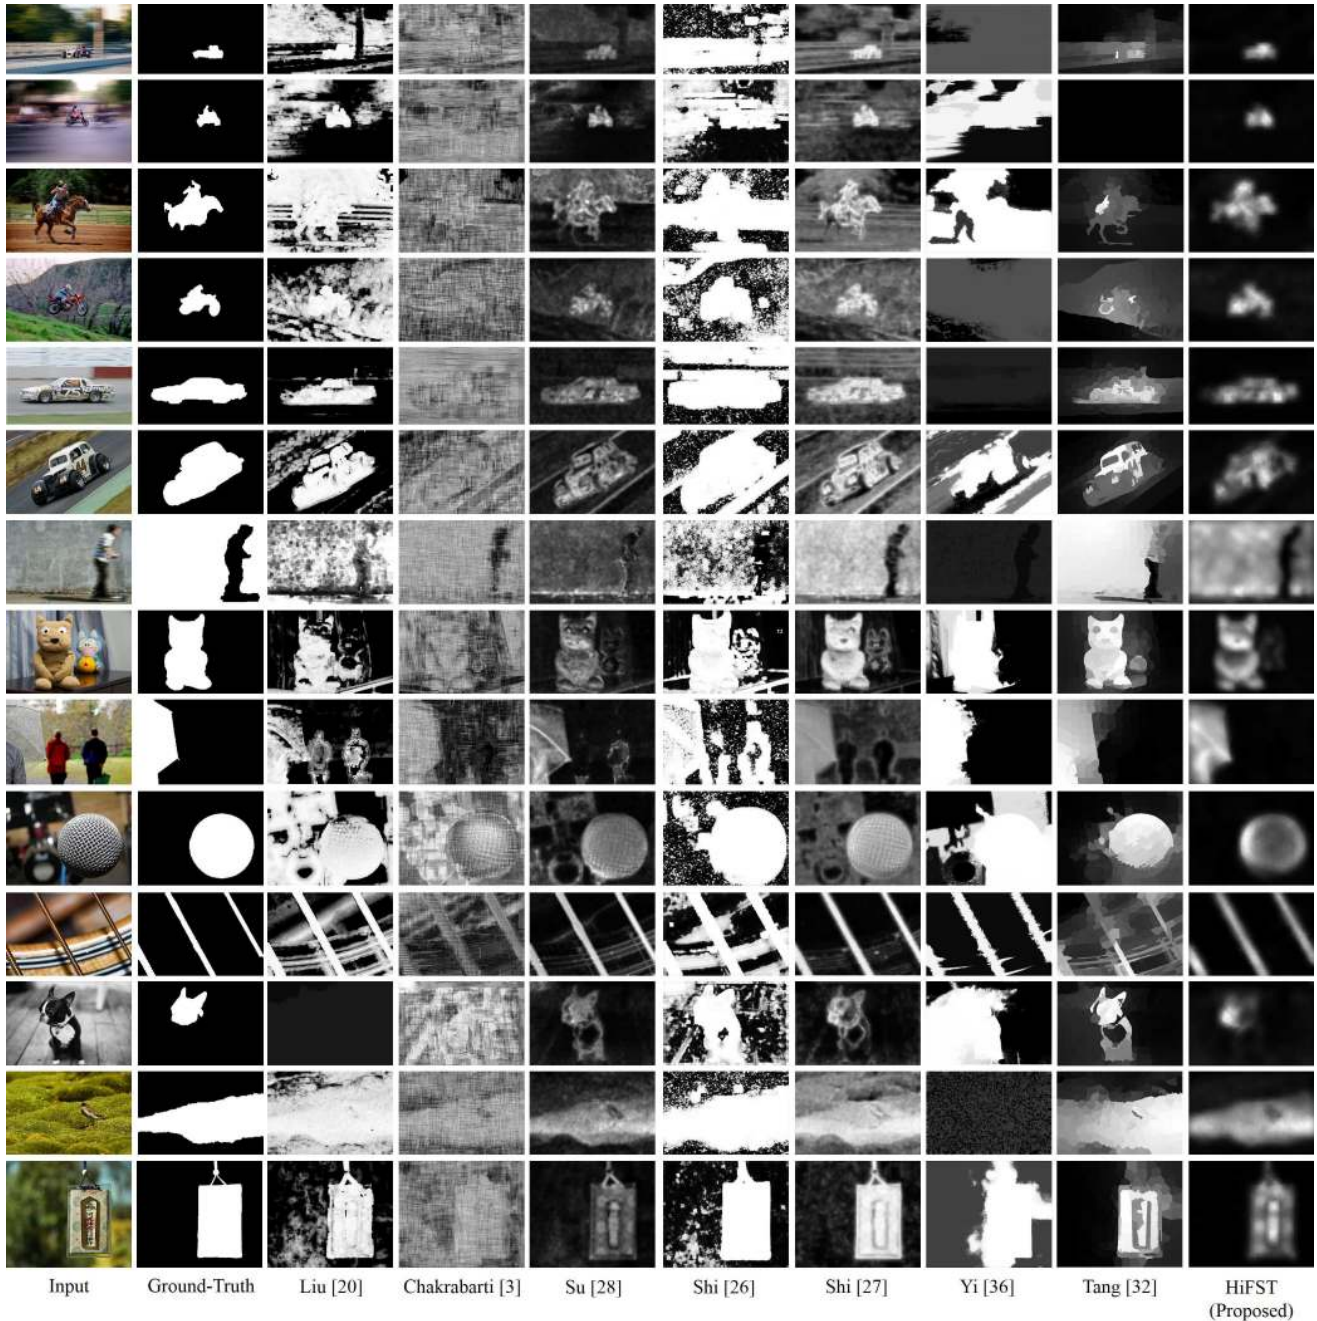 Input Ground-Truth Liu [20] Chakrabarti [3] Su [28] Shi [26] Shi [27] Yi [36] Tang [32] HiFST
(Proposed)